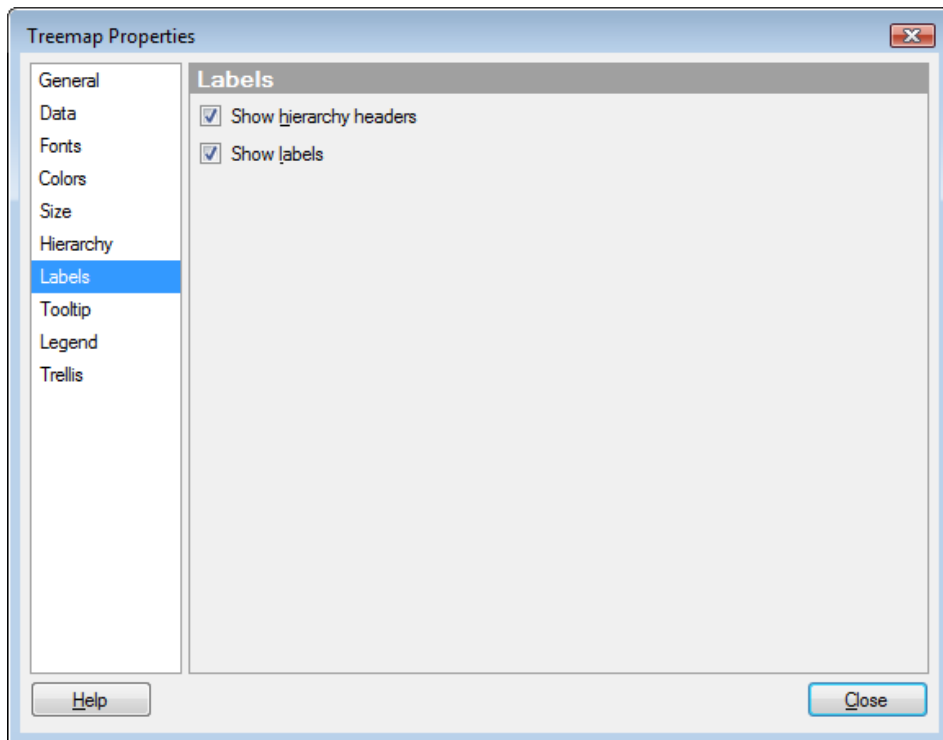 Treemap Properties
General
Data
Fonts
Colors
Size
Hierarchy
Labels
Tooltip
Legend
Trellis
Labels
Show hierarchy headers
Show labels
Help
Close